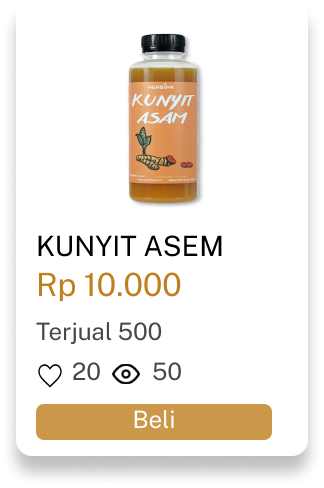 HERBINK
KUNYIT
ASAM
KUNYIT ASEM
Rp 10.000
Terjual 500
20 50
Beli